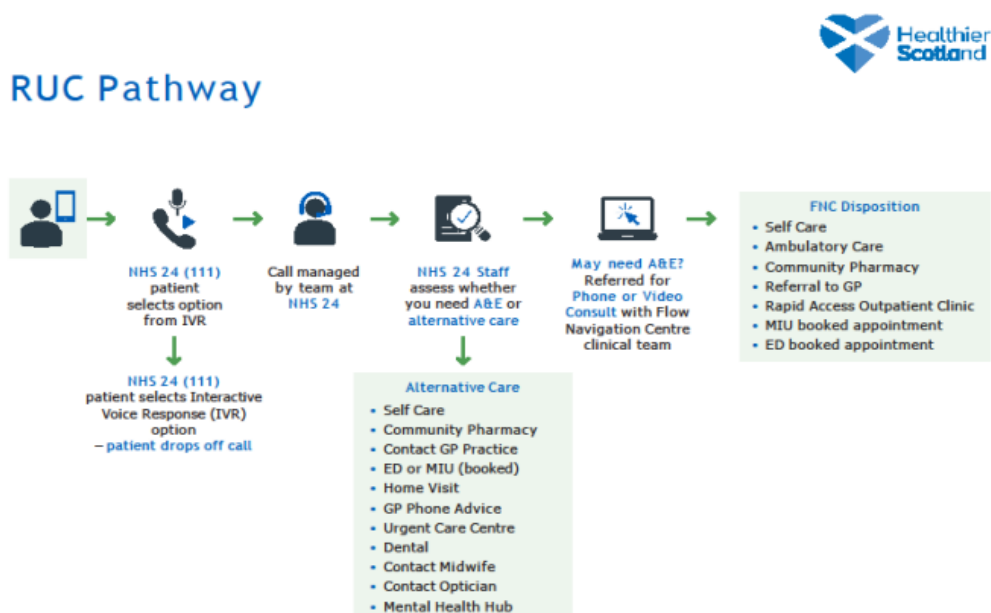 Healthier
Scotland
RUC Pathway
NHS 24 (111)
patient
selects option
from IVR
NHS 24 (111)
patient selects Interactive
Voice Response (IVR)
option
– patient drops off call
Call managed
by team at
NHS 24
NHS 24 Staff
assess whether
you need A&E or
alternative care
Alternative Care
• Self Care
• Community Pharmacy
• Contact GP Practice
• ED or MIU (booked)
• Home Visit
• GP Phone Advice
• Urgent Care Centre
• Dental
• Contact Midwife
• Contact Optician
• Mental Health Hub
May need A&E?
Referred for
Phone or Video
Consult with Flow
Navigation Centre
clinical team
FNC Disposition
• Self Care
• Ambulatory Care
• Community Pharmacy
• Referral to GP
• Rapid Access Outpatient Clinic
• MIU booked appointment
• ED booked appointment